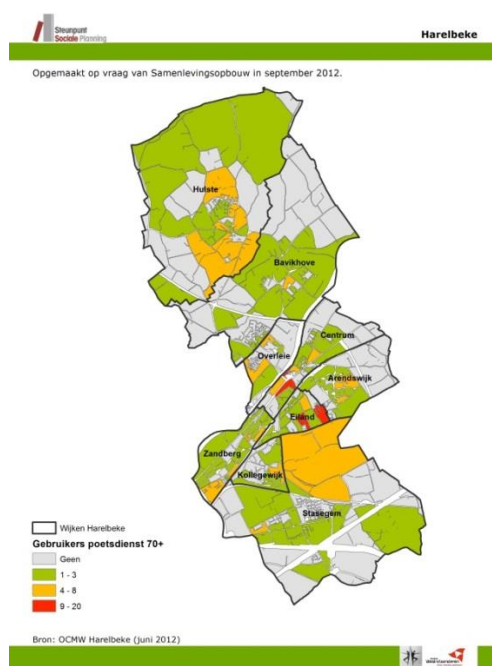 Steunpunt
Sociale Planning
Harelbeke
Opgemaakt op vraag van Samenlevingsopbouw in september 2012.
Hulste
Bavikhove
Centrum
Overleie
Arendswijk
Eiland
Zandberg
Kollegewijk
Stasegem
Wijken Harelbeke
Gebruikers poetsdienst 70+
Geen
1 - 3
4 - 8
9 - 20
Bron: OCMW Harelbeke (juni 2012)